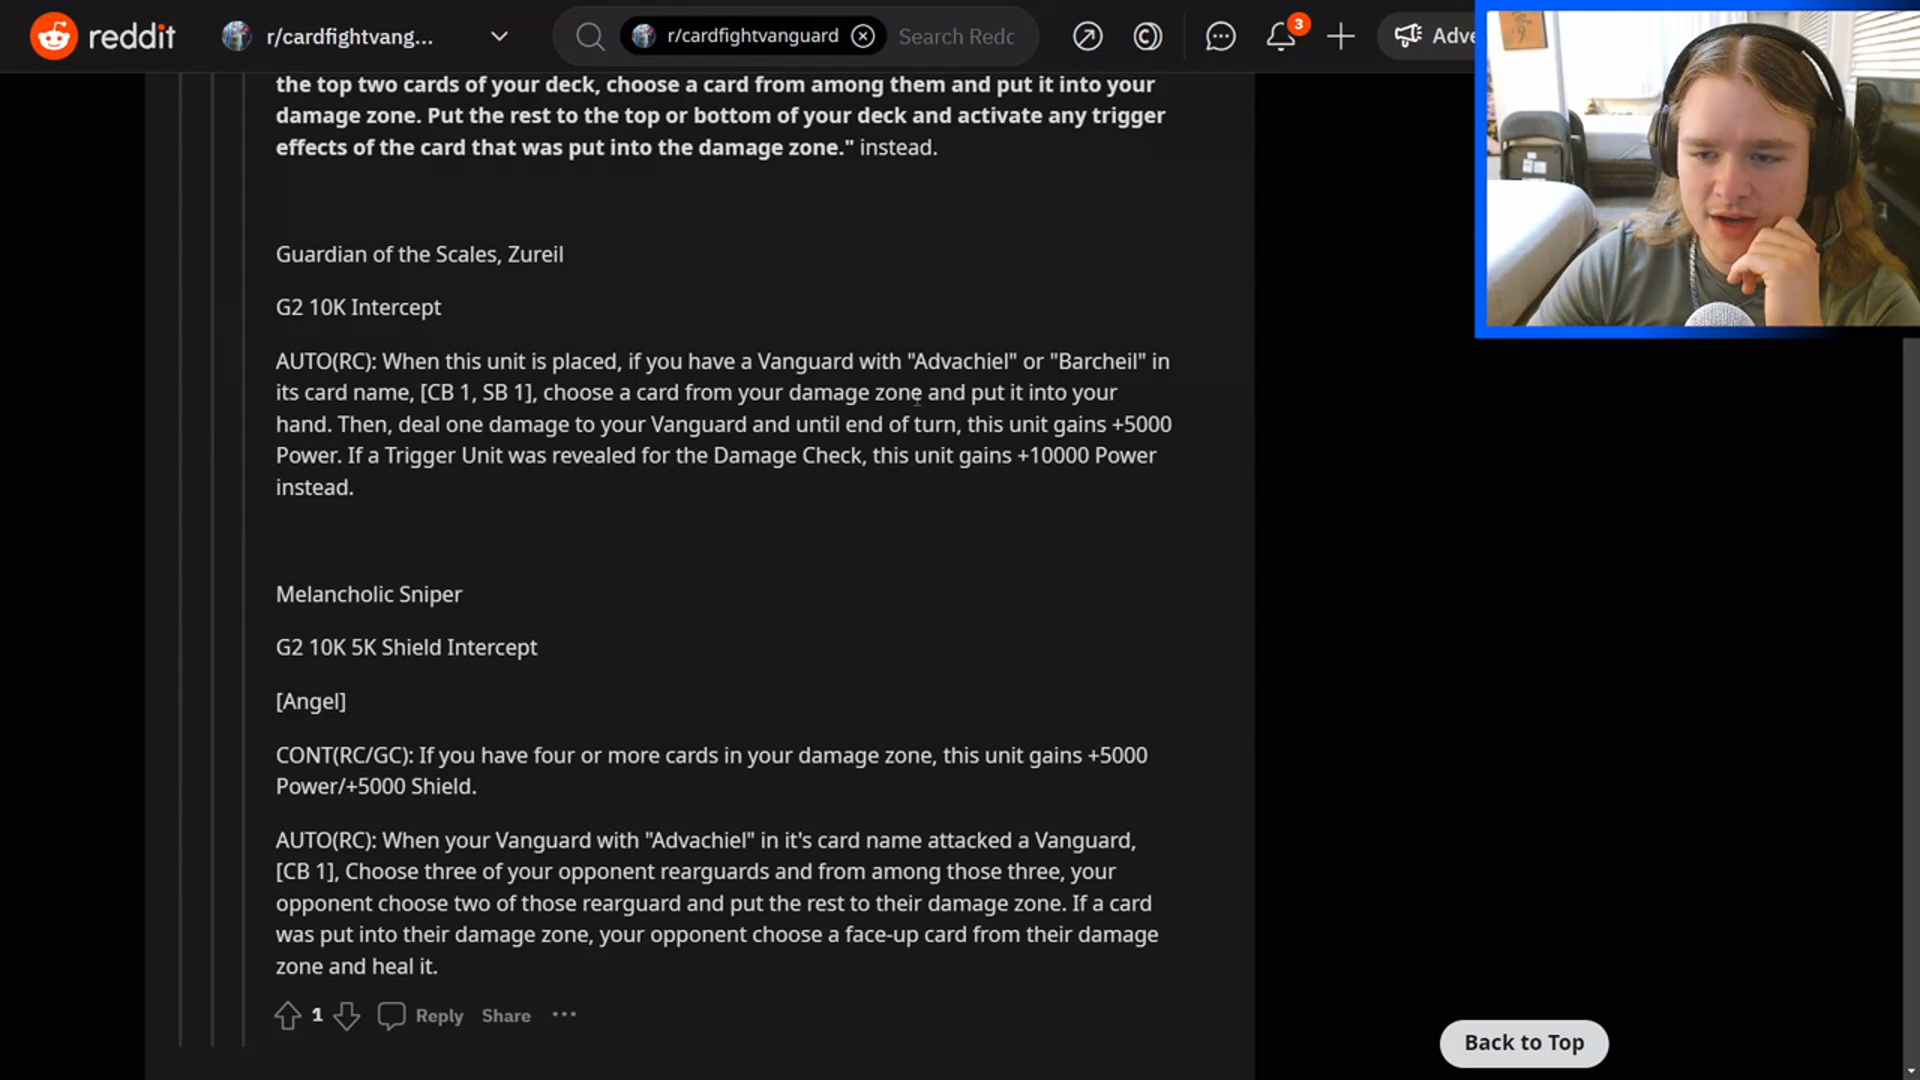 reddit
r/cardfightvang...
r/cardfightvanguard
Search Redc
3
Adve
the top two cards of your deck, choose a card from among them and put it into your
damage zone. Put the rest to the top or bottom of your deck and activate any trigger
effects of the card that was put into the damage zone." instead.
Guardian of the Scales, Zureil
G2 10K Intercept
AUTO(RC): When this unit is placed, if you have a Vanguard with "Advachiel" or "Barcheil" in
its card name, [CB 1, SB 1], choose a card from your damage zone and put it into your
hand. Then, deal one damage to your Vanguard and until end of turn, this unit gains +5000
Power. If a Trigger Unit was revealed for the Damage Check, this unit gains +10000 Power
instead.
Melancholic Sniper
G2 10K 5K Shield Intercept
[Angel]
CONT(RC/GC): If you have four or more cards in your damage zone, this unit gains +5000
Power/+5000 Shield.
AUTO(RC): When your Vanguard with "Advachiel" in it's card name attacked a Vanguard,
[CB 1], Choose three of your opponent rearguards and from among those three, your
opponent choose two of those rearguard and put the rest to their damage zone. If a card
was put into their damage zone, your opponent choose a face-up card from their damage
zone and heal it.
1
Reply
Share
Back to Top